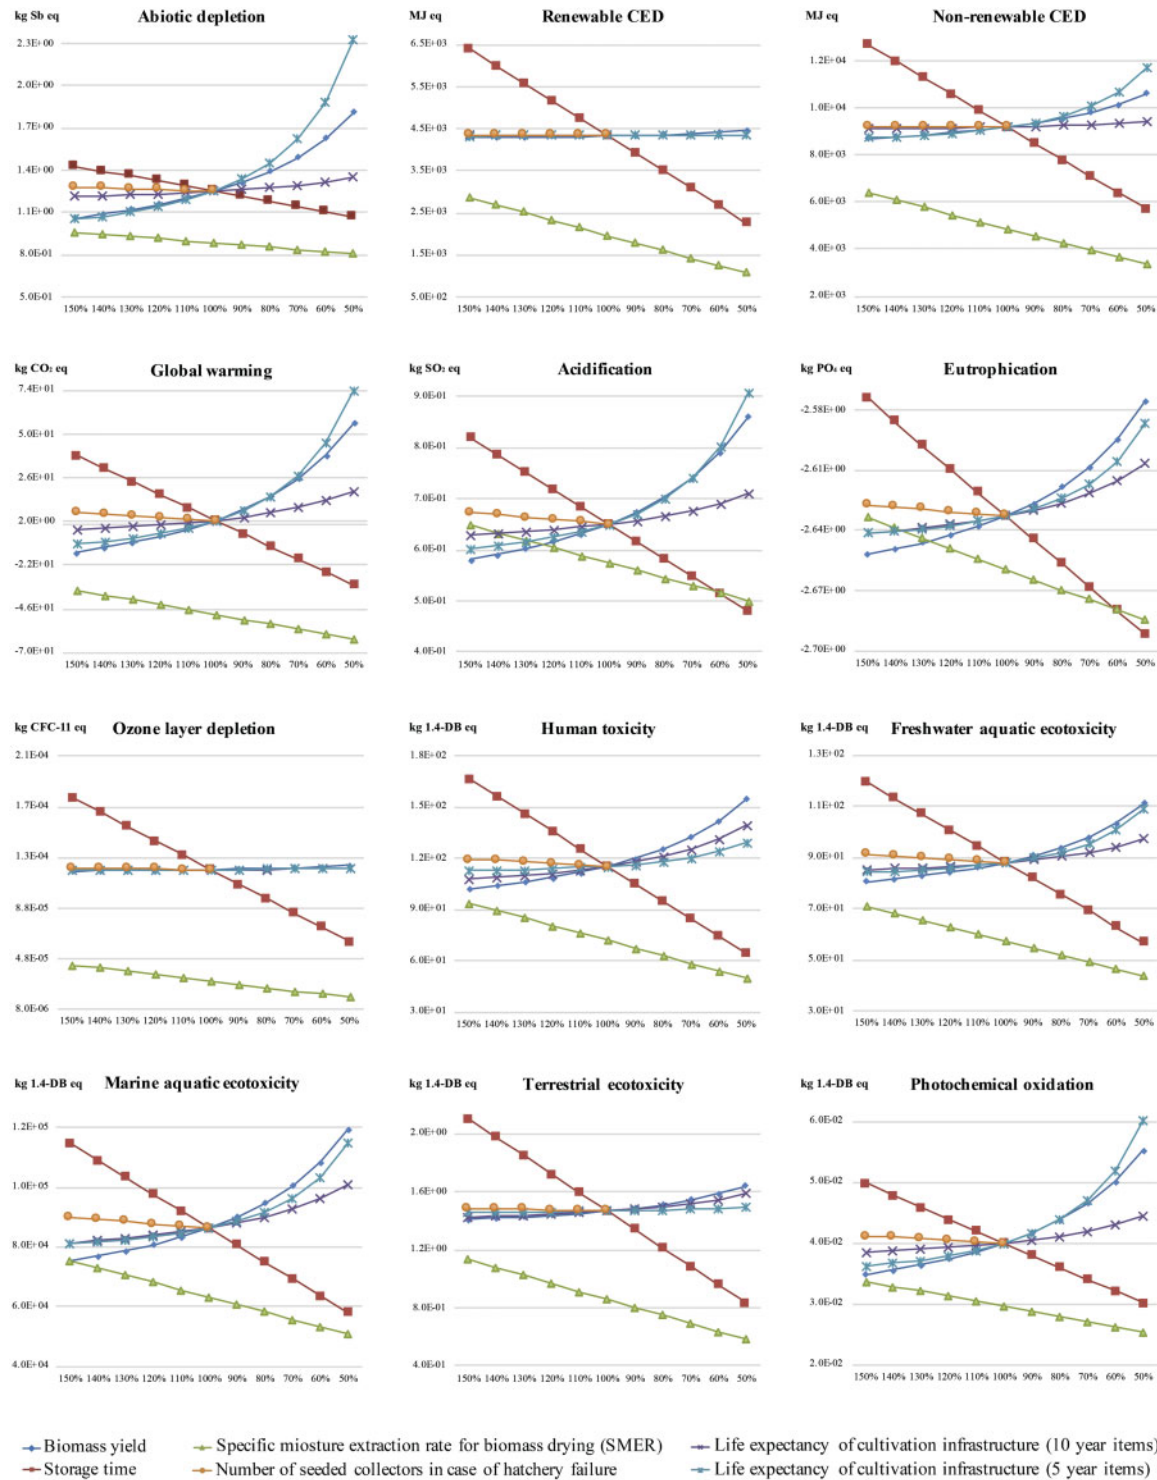 kg Sb eq Abiotic depletion
2.3E+00
2.0E+00
1.7E+00
1.4E+00
1.1E+00
8.0E-01
5.0E-01
150% 140% 130% 120% 110% 100% 90% 80% 70% 60% 50%
MJ eq Renewable CED
6.5E+03
5.5E+03
4.5E+03
3.5E+03
2.5E+03
1.5E+03
5.0E+02
150% 140% 130% 120% 110% 100% 90% 80% 70% 60% 50%
MJ eq Non-renewable CED
1.2E+04
1.0E+04
8.0E+03
6.0E+03
4.0E+03
2.0E+03
150% 140% 130% 120% 110% 100% 90% 80% 70% 60% 50%
kg CO₂ eq Global warming
7.4E+01
5.0E+01
2.6E+01
2.0E+00
-2.2E+01
-4.6E+01
-7.0E+01
150% 140% 130% 120% 110% 100% 90% 80% 70% 60% 50%
kg SO₂ eq Acidification
9.0E-01
8.0E-01
7.0E-01
6.0E-01
5.0E-01
4.0E-01
150% 140% 130% 120% 110% 100% 90% 80% 70% 60% 50%
kg PO₄ eq Eutrophication
-2.58E+00
-2.61E+00
-2.64E+00
-2.67E+00
-2.70E+00
150% 140% 130% 120% 110% 100% 90% 80% 70% 60% 50%
kg CFC-11 eq Ozone layer depletion
2.1E-04
1.7E-04
1.3E-04
8.8E-05
4.8E-05
8.0E-06
150% 140% 130% 120% 110% 100% 90% 80% 70% 60% 50%
kg 1.4-DB eq Human toxicity
1.8E+02
1.5E+02
1.2E+02
9.0E+01
6.0E+01
3.0E+01
150% 140% 130% 120% 110% 100% 90% 80% 70% 60% 50%
kg 1.4-DB eq Freshwater aquatic ecotoxicity
1.3E+02
1.1E+02
9.0E+01
7.0E+01
5.0E+01
3.0E+01
150% 140% 130% 120% 110% 100% 90% 80% 70% 60% 50%
kg 1.4-DB eq Marine aquatic ecotoxicity
1.2E+05
1.0E+05
8.0E+04
6.0E+04
4.0E+04
150% 140% 130% 120% 110% 100% 90% 80% 70% 60% 50%
kg 1.4-DB eq Terrestrial ecotoxicity
2.0E+00
1.6E+00
1.2E+00
8.0E-01
4.0E-01
150% 140% 130% 120% 110% 100% 90% 80% 70% 60% 50%
kg 1.4-DB eq Photochemical oxidation
6.0E-02
5.0E-02
4.0E-02
3.0E-02
2.0E-02
150% 140% 130% 120% 110% 100% 90% 80% 70% 60% 50%
Biomass yield Specific miosture extraction rate for biomass drying (SMER) Life expectancy of cultivation infrastructure (10 year items)
Storage time Number of seeded collectors in case of hatchery failure Life expectancy of cultivation infrastructure (5 year items)